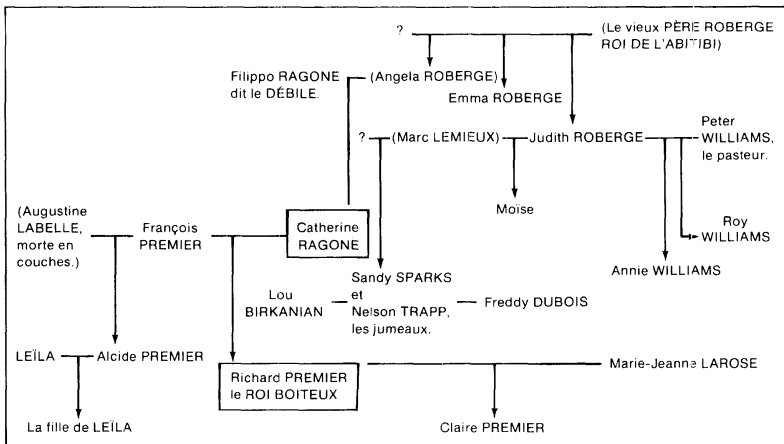 ?
(Le vieux PÈRE ROBERGE
ROI DE L'ABITIBI)
Filippo RAGONE
dit le DÉBILE.
(Angela ROBERGE)
Emma ROBERGE
?
(Marc LEMIEUX)
Judith ROBERGE
Peter
WILLIAMS,
le pasteur.
Moïse
(Augustine
LABELLE,
morte en
couches.)
François
PREMIER
Catherine
RAGONE
Roy
WILLIAMS
Annie WILLIAMS
Lou
BIRKANIAN
Sandy SPARKS
et
Nelson TRAPP,
les jumeaux.
Freddy DUBOIS
LEÏLA
Alcide PREMIER
Richard PREMIER
le ROI BOITEUX
Marie-Jeanne LAROSE
La fille de LEÏLA
Claire PREMIER